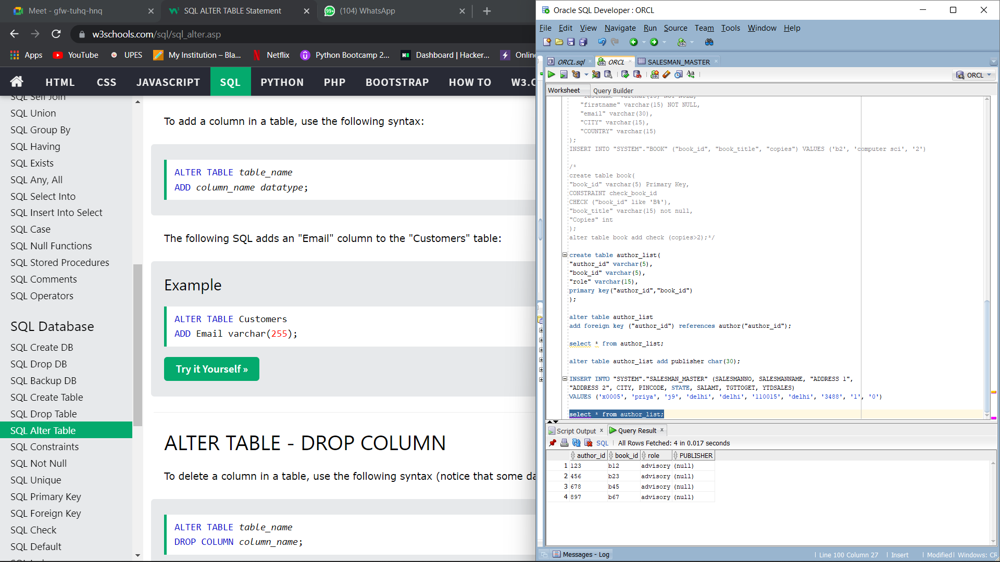 Meet - gfw-tuhq-hnq
SQL ALTER TABLE Statement
99+
(104) WhatsApp
w3schools.com/sql/sql_alter.asp
Apps
YouTube
UPES
My Institution – Bla...
Netflix
Python Bootcamp 2...
Dashboard | Hacker...
HTML
CSS
JAVASCRIPT
SQL
PYTHON
PHP
BOOTSTRAP
HOW TO
SQL Self Join
SQL Union
SQL Group By
SQL Having
SQL Exists
SQL Any, All
SQL Select Into
SQL Insert Into Select
SQL Case
SQL Null Functions
SQL Stored Procedures
SQL Comments
SQL Operators
SQL Database
SQL Create DB
SQL Drop DB
SQL Backup DB
SQL Create Table
SQL Drop Table
SQL Alter Table
SQL Constraints
SQL Not Null
SQL Unique
SQL Primary Key
SQL Foreign Key
SQL Check
SQL Default
To add a column in a table, use the following syntax:
ALTER TABLE table_name
ADD column_name datatype;
The following SQL adds an "Email" column to the "Customers" table:
Example
ALTER TABLE Customers
ADD Email varchar(255);
Try it Yourself »
ALTER TABLE - DROP COLUMN
To delete a column in a table, use the following syntax (notice that some da
ALTER TABLE table_name
DROP COLUMN column_name;
Oracle SQL Developer : ORCL
File Edit View Navigate Run Source Team Tools Window Help
ORCL.sql
ORCL
SALESMAN_MASTER
ORCL
Worksheet
Query Builder
"lastname" varchar(15) NOT NULL,
"firstname" varchar(15) NOT NULL,
"email" varchar(30),
"CITY" varchar(15),
"COUNTRY" varchar(15)
);
INSERT INTO "SYSTEM"."BOOK" ("book_id", "book_title", "copies") VALUES ('b2', 'computer sci', '2')
/*
create table book(
"book_id" varchar(5) Primary Key,
CONSTRAINT check_book_id
CHECK ("book_id" like 'B%'),
"book_title" varchar(15) not null,
"Copies" int
);
alter table book add check (copies>2);*/
create table author_list(
"author_id" varchar(5),
"book_id" varchar(5),
"role" varchar(15),
primary key("author_id","book_id")
);
alter table author_list
add foreign key ("author_id") references author("author_id");
select * from author_list;
alter table author_list add publisher char(30);
INSERT INTO "SYSTEM"."SALESMAN_MASTER" (SALESMANNO, SALESMANNAME, "ADDRESS 1",
"ADDRESS 2", CITY, PINCODE, STATE, SALAMT, TGTTOGET, YTDSALES)
VALUES ('x0005', 'priya', 'j9', 'delhi', 'delhi', '110015', 'delhi', '3488', '1', '0')
select * from author_list;
Script Output
Query Result
SQL
All Rows Fetched: 4 in 0.017 seconds
author_id book_id role PUBLISHER
1 123 b12 advisory (null)
2 456 b23 advisory (null)
3 678 b45 advisory (null)
4 897 b67 advisory (null)
Messages - Log
Line 100 Column 27
Insert
Modified
Windows: CR